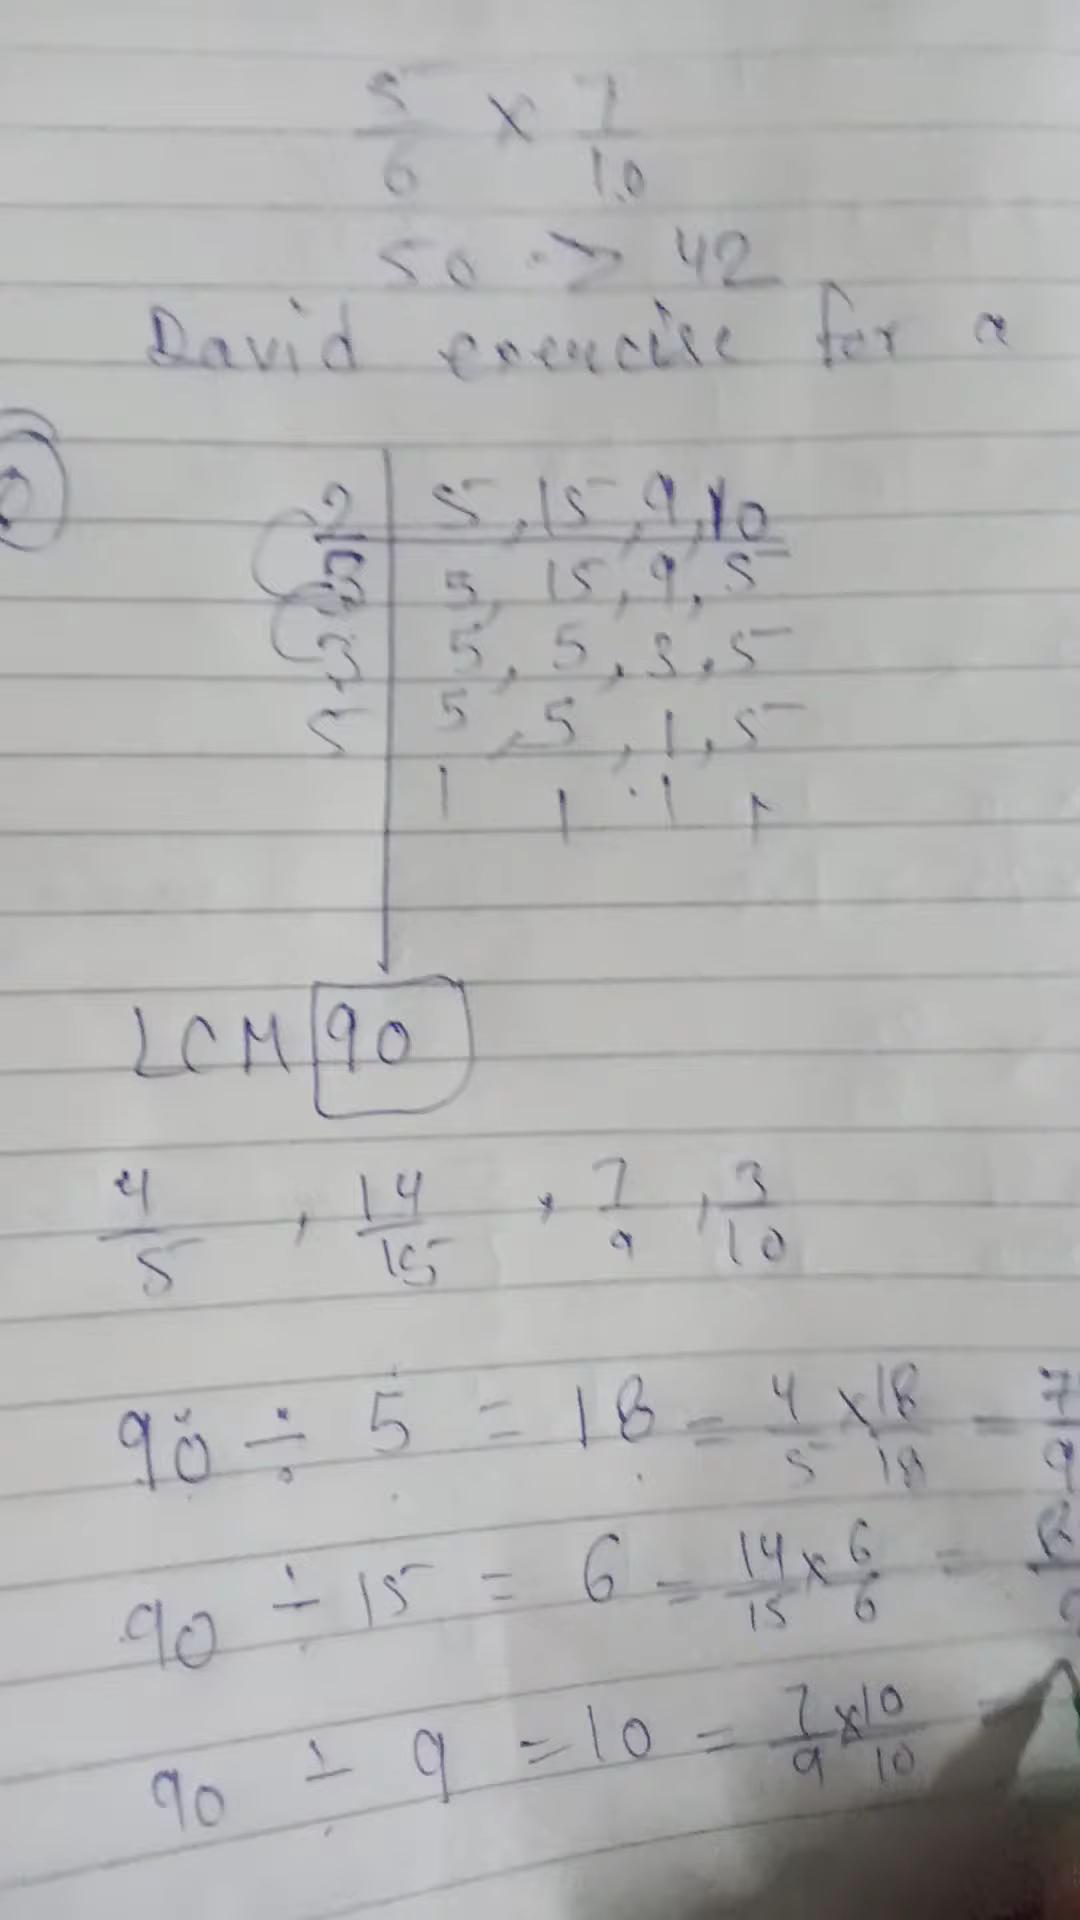 5/6 × 7/10
50 > 42
David exercise for a
2 | 5, 15, 9, 10
3 | 5, 15, 9, 5
3 | 5, 5, 3, 5
5 | 5, 5, 1, 5
1 1 1 1
LCM 90
4/5, 14/15, 7/9, 3/10
90 ÷ 5 = 18 = 4/5 × 18/18 =
90 ÷ 15 = 6 = 14/15 × 6/6 =
90 ÷ 9 = 10 = 7/9 × 10/10 =